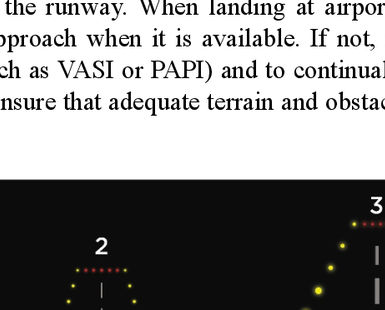 the runway. When landing at airpor
pproach when it is available. If not,
ch as VASI or PAPI) and to continual
nsure that adequate terrain and obstac
3
2